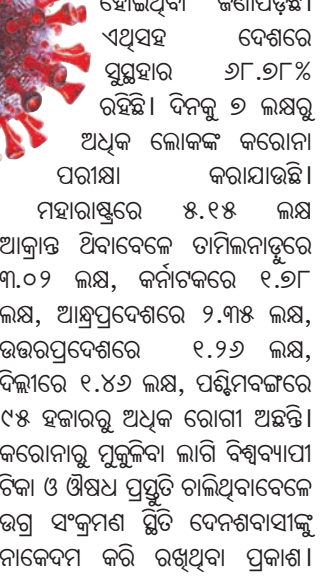 ହୋଇଥିବା ଜଣାପଡ଼ିଛି।
ଏଥିସହ ଦେଶରେ
ସୁସ୍ଥହାର ୬୮.୭୮%
ରହିଛି। ଦିନକୁ ୭ ଲକ୍ଷରୁ
ଅଧିକ ଲୋକଙ୍କ କରୋନା
ପରୀକ୍ଷା କରାଯାଉଛି।
ମହାରାଷ୍ଟ୍ରରେ ୫.୧୫ ଲକ୍ଷ
ଆକ୍ରାନ୍ତ ଥିବାବେଳେ ତାମିଲନାଡୁରେ
୩.୦୨ ଲକ୍ଷ, କର୍ନାଟକରେ ୧.୭୮
ଲକ୍ଷ, ଆନ୍ଧ୍ରପ୍ରଦେଶରେ ୨.୩୫ ଲକ୍ଷ,
ଉତ୍ତରପ୍ରଦେଶରେ ୧.୨୬ ଲକ୍ଷ,
ଦିଲ୍ଲୀରେ ୧.୪୬ ଲକ୍ଷ, ପଶ୍ଚିମବଙ୍ଗରେ
୯୫ ହଜାରରୁ ଅଧିକ ରୋଗୀ ଅଛନ୍ତି।
କରୋନାରୁ ମୁକୁଳିବା ଲାଗି ବିଶ୍ୱବ୍ୟାପୀ
ଟିକା ଓ ଔଷଧ ପ୍ରସ୍ତୁତି ଚାଲିଥିବାବେଳେ
ଉଗ୍ର ସଂକ୍ରମଣ ସ୍ଥିତି ଦେନଶବାସୀଙ୍କୁ
ନାକେଦମ କରି ରଖିଥିବା ପ୍ରକାଶ।